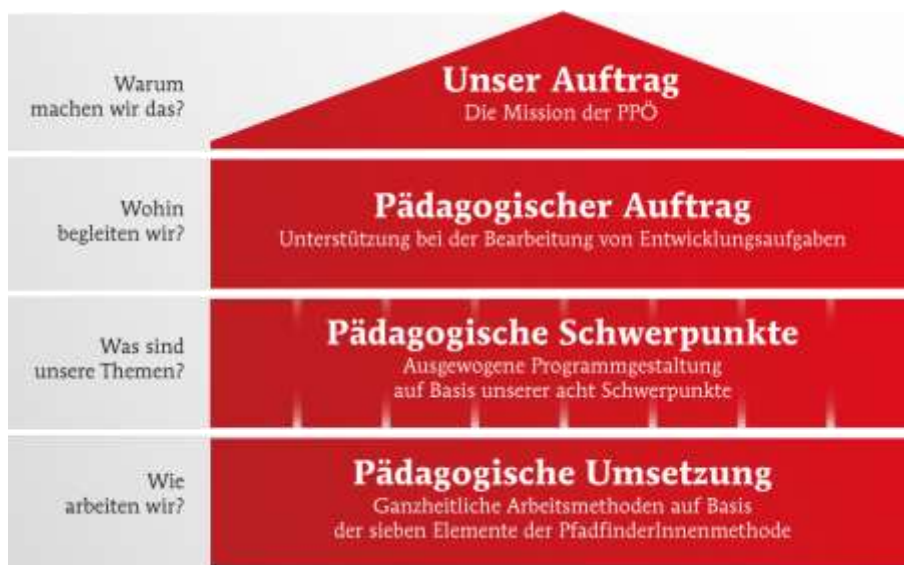 Warum
machen wir das?
Unser Auftrag
Die Mission der PPÖ
Wohin
begleiten wir?
Pädagogischer Auftrag
Unterstützung bei der Bearbeitung von Entwicklungsaufgaben
Was sind
unsere Themen?
Pädagogische Schwerpunkte
Ausgewogene Programmgestaltung
auf Basis unserer acht Schwerpunkte
Wie
arbeiten wir?
Pädagogische Umsetzung
Ganzheitliche Arbeitsmethoden auf Basis
der sieben Elemente der PfadfinderInnenmethode